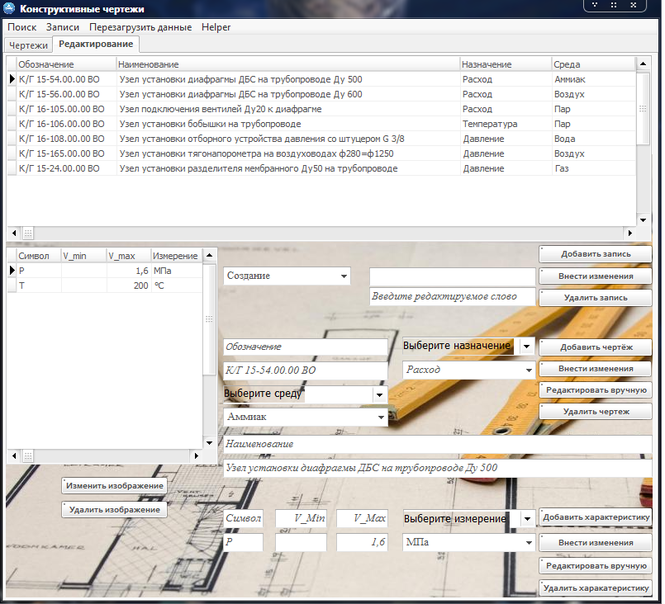 Конструктивные чертежи
Поиск Записи Перезагрузить данные Helper
Чертежи Редактирование
Обозначение Наименование Назначение Среда
К/Г 15-54.00.00 ВО Узел установки диафрагмы ДБС на трубопроводе Ду 500 Расход Аммиак
К/Г 15-56.00.00 ВО Узел установки диафрагмы ДБС на трубопроводе Ду 600 Расход Воздух
К/Г 16-105.00.00 ВО Узел подключения вентилей Ду20 к диафрагме Расход Пар
К/Г 16-106.00.00 ВО Узел установки бобышки на трубопроводе Температура Пар
К/Г 16-108.00.00 ВО Узел установки отборного устройства давления со штуцером G 3/8 Давление Вода
К/Г 15-165.00.00 ВО Узел установки тягонапорометра на воздуховодах ф280=ф1250 Давление Воздух
К/Г 15-24.00.00 ВО Узел установки разделителя мембранного Ду50 на трубопроводе Давление Газ
Символ V_min V_max Измерение
P 1,6 МПа
T 200 °C
Добавить запись
Создание Внести изменения
Введите редактируемое слово Удалить запись
Обозначение Выберите назначение Добавить чертёж
К/Г 15-54.00.00 ВО Расход Внести изменения
Выберите среду Редактировать вручную
Аммиак Удалить чертеж
Наименование
Узел установки диафрагмы ДБС на трубопроводе Ду 500
Изменить изображение
Удалить изображение
Символ V_Min V_Max Выберите измерение Добавить характеристику
P 1,6 МПа Внести изменения
Редактировать вручную
Удалить харакатеристику
HAL